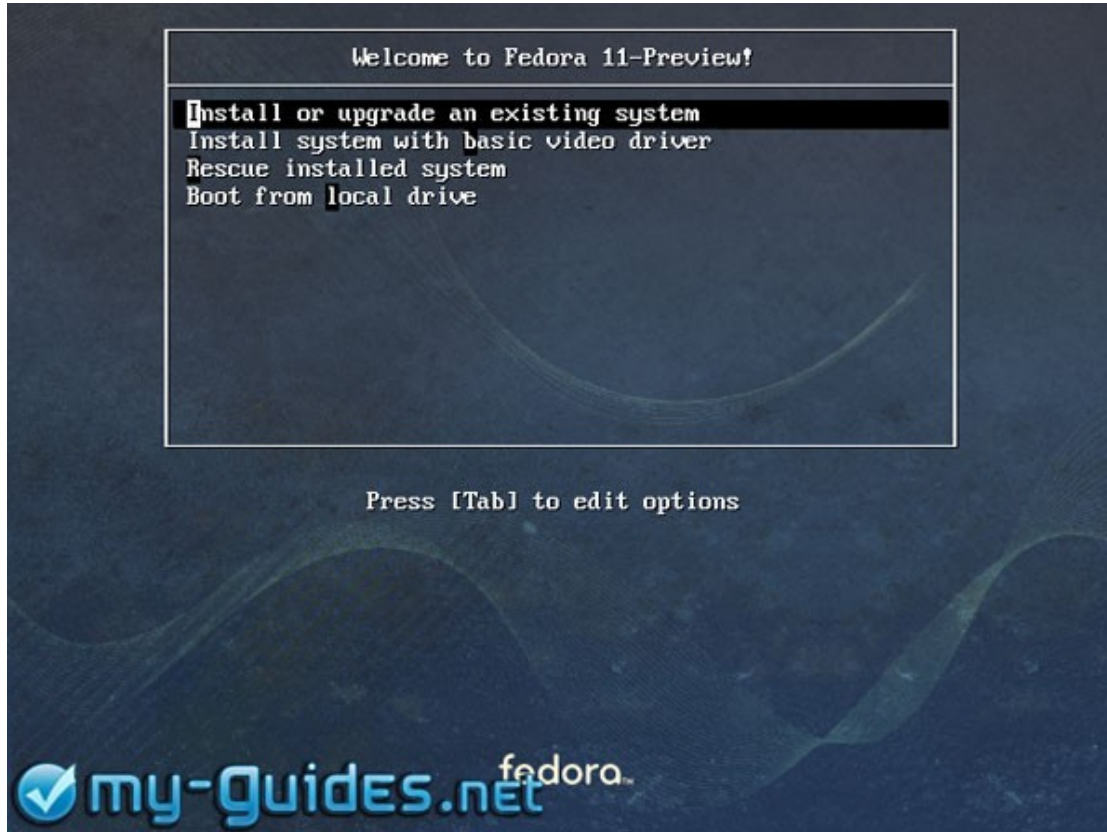 Welcome to Fedora 11-Preview!
Install or upgrade an existing system
Install system with basic video driver
Rescue installed system
Boot from local drive
Press [Tab] to edit options
fedora™
my-guides.net